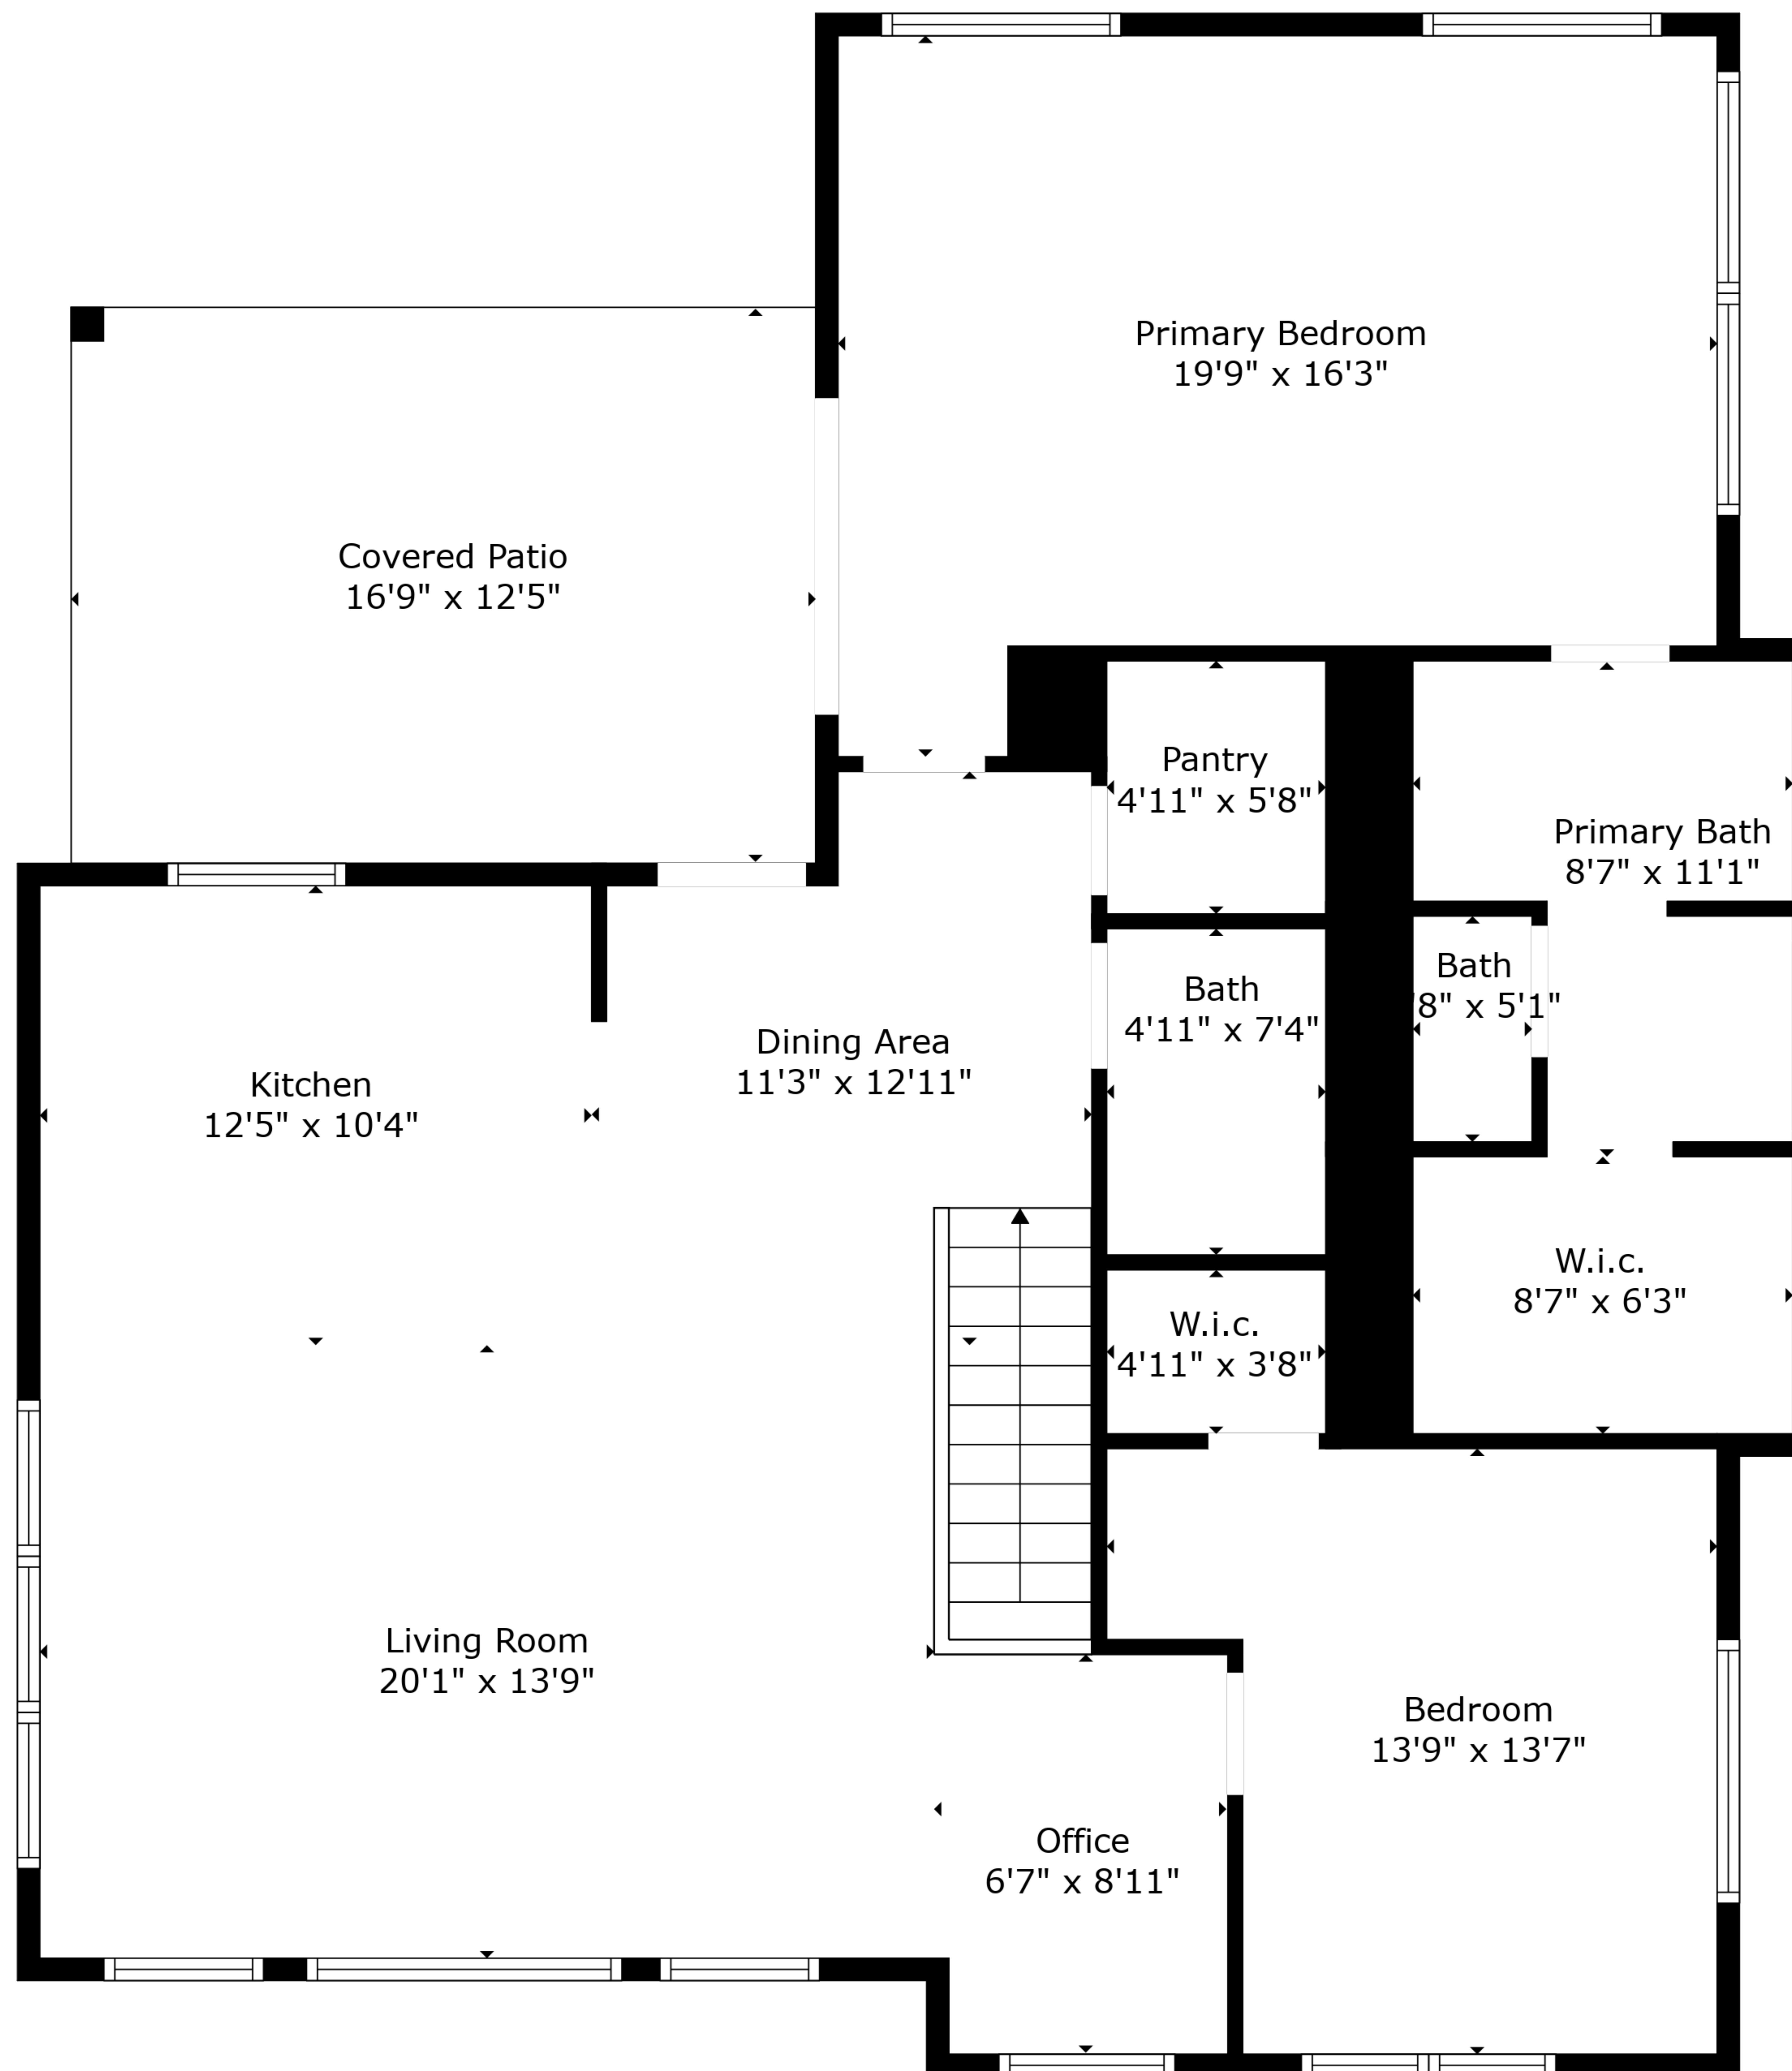 Primary Bedroom
19'9" x 16'3"
Covered Patio
16'9" x 12'5"
Pantry
4'11" x 5'8"
Primary Bath
8'7" x 11'1"
Bath
'8" x 5'1"
Bath
4'11" x 7'4"
Dining Area
11'3" x 12'11"
Kitchen
12'5" x 10'4"
W.i.c.
8'7" x 6'3"
W.i.c.
4'11" x 3'8"
Living Room
20'1" x 13'9"
Bedroom
13'9" x 13'7"
Office
6'7" x 8'11"